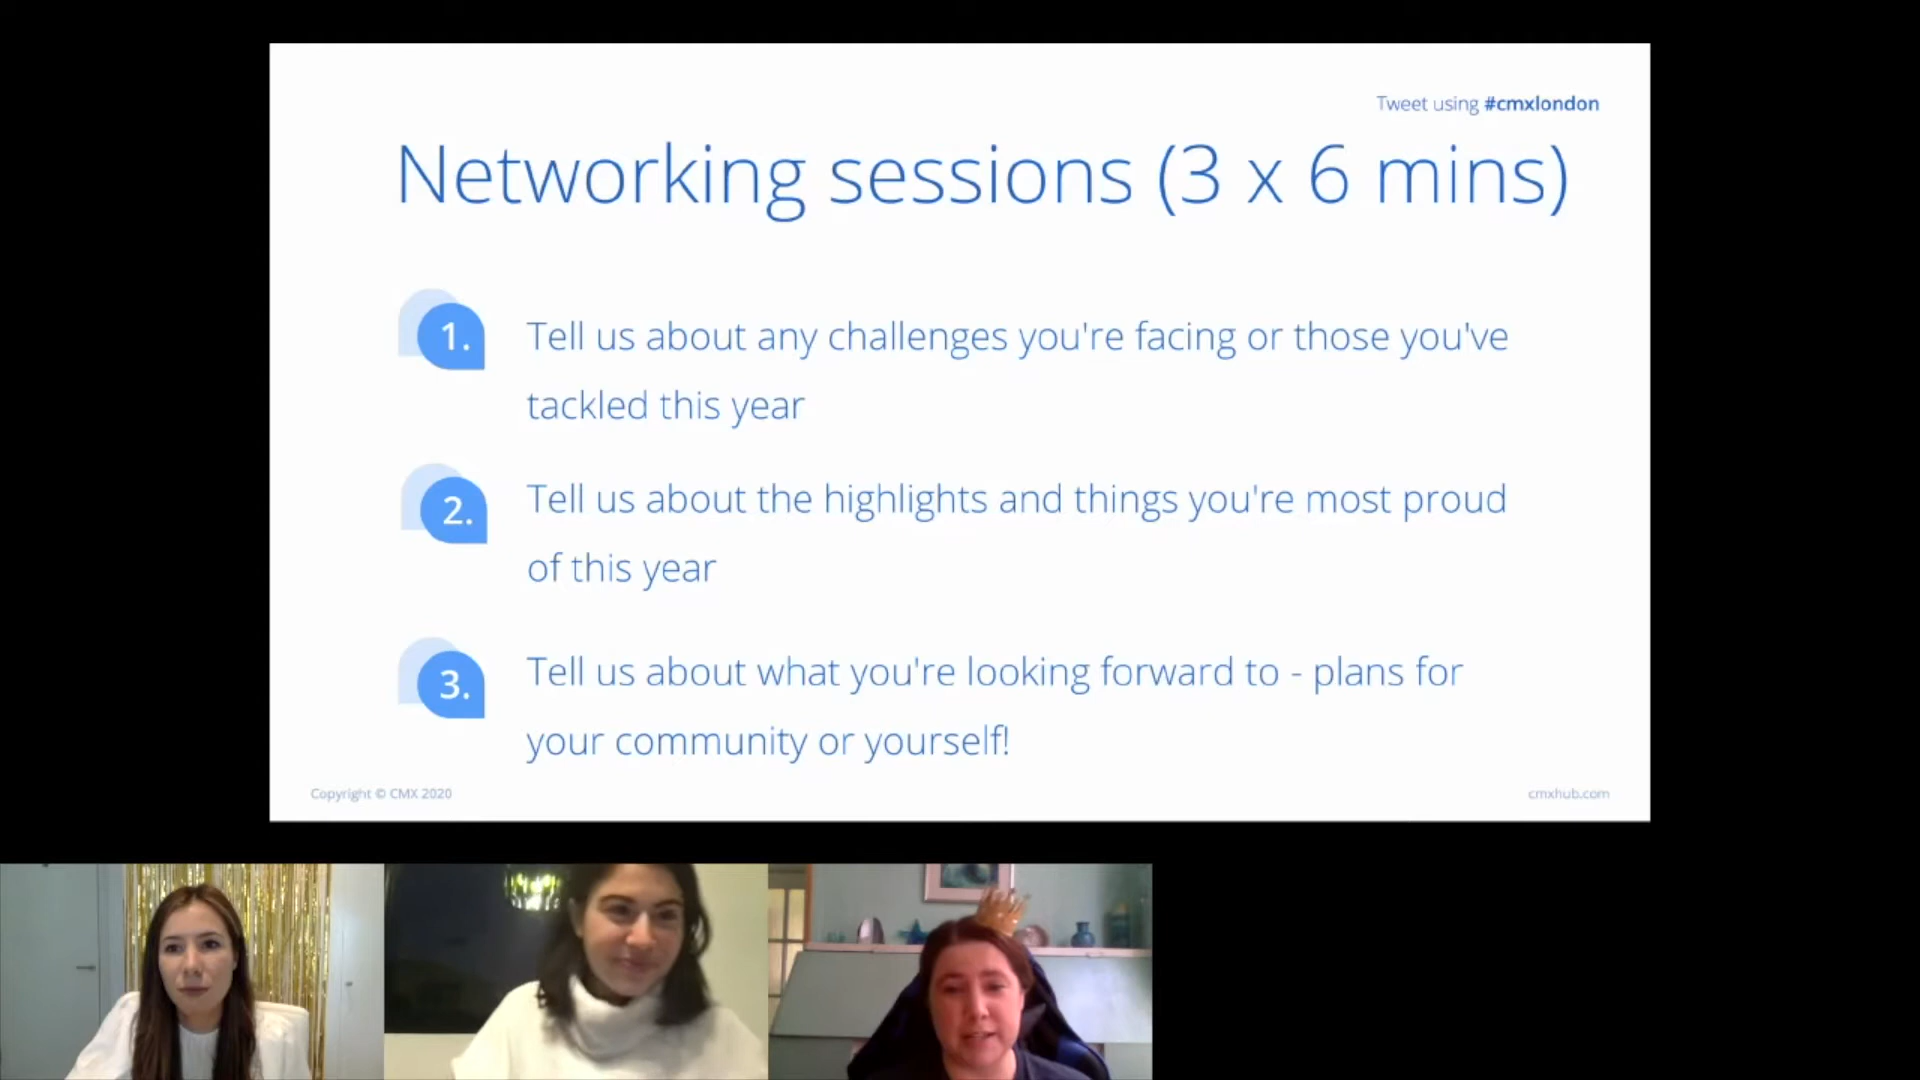 Tweet using #cmxlondon
Networking sessions (3 x 6 mins)
1. Tell us about any challenges you're facing or those you've
tackled this year
2. Tell us about the highlights and things you're most proud
of this year
3. Tell us about what you're looking forward to - plans for
your community or yourself!
Copyright © CMX 2020
cmxhub.com